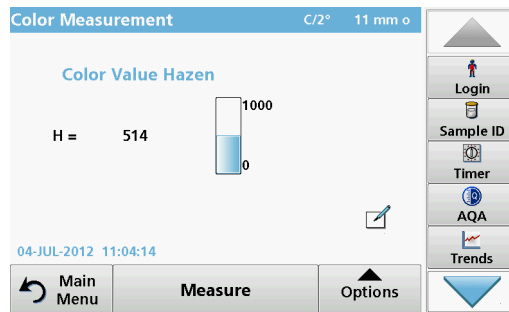 Color Measurement C/2° 11 mm o
Color Value Hazen
1000
H = 514
0
04-JUL-2012 11:04:14
Main Menu
Measure
Options
Login
Sample ID
Timer
AQA
Trends